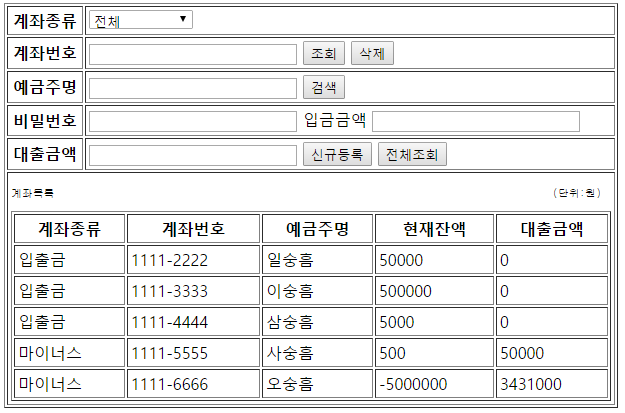 계좌종류 전체
계좌번호 조회 삭제
예금주명 검색
비밀번호 입금금액
대출금액 신규등록 전체조회
계좌목록 (단위:원)
계좌종류 계좌번호 예금주명 현재잔액 대출금액
입출금 1111-2222 일숭흠 50000 0
입출금 1111-3333 이숭흠 500000 0
입출금 1111-4444 삼숭흠 5000 0
마이너스 1111-5555 사숭흠 500 50000
마이너스 1111-6666 오숭흠 -5000000 3431000